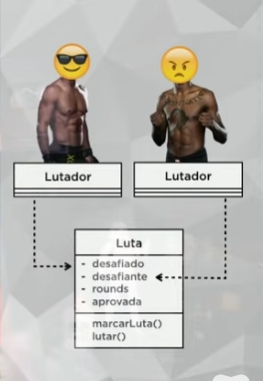 Lutador
Lutador
Luta
- desafiado
- desafiante
- rounds
- aprovada
marcarLuta()
lutar()